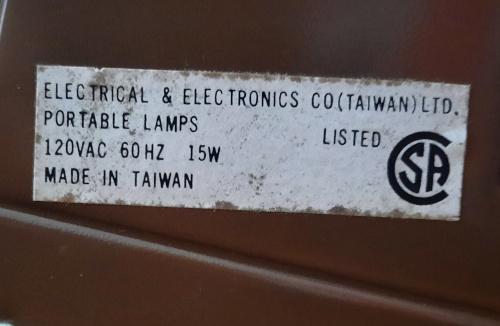 ELECTRICAL & ELECTRONICS CO(TAIWAN)LTD.
PORTABLE LAMPS
LISTED
120VAC 60HZ 15W
MADE IN TAIWAN
CSA